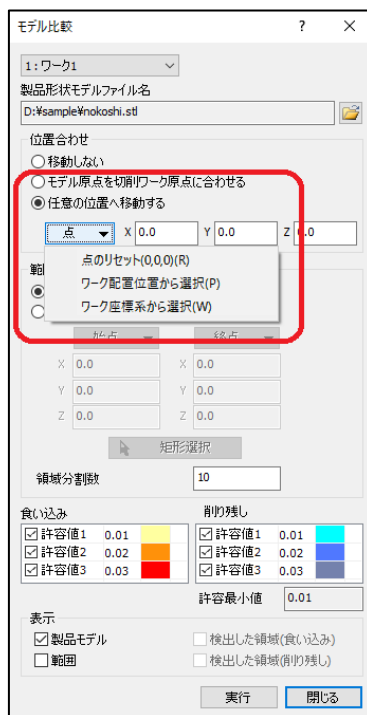 モデル比較 ? ×
1:ワーク1
製品形状モデルファイル名
D:¥sample¥nokoshi.stl
位置合わせ
移動しない
モデル原点を切削ワーク原点に合わせる
任意の位置へ移動する
点 X 0.0 Y 0.0 Z 0.0
点のリセット(0,0,0)(R)
範
ワーク配置位置から選択(P)
ワーク座標系から選択(W)
始点 終点
X 0.0 X 0.0
Y 0.0 Y 0.0
Z 0.0 Z 0.0
矩形選択
領域分割数 10
食い込み 削り残し
許容値1 0.01 許容値1 0.01
許容値2 0.02 許容値2 0.02
許容値3 0.03 許容値3 0.03
許容最小値 0.01
表示
製品モデル 検出した領域(食い込み)
範囲 検出した領域(削り残し)
実行 閉じる